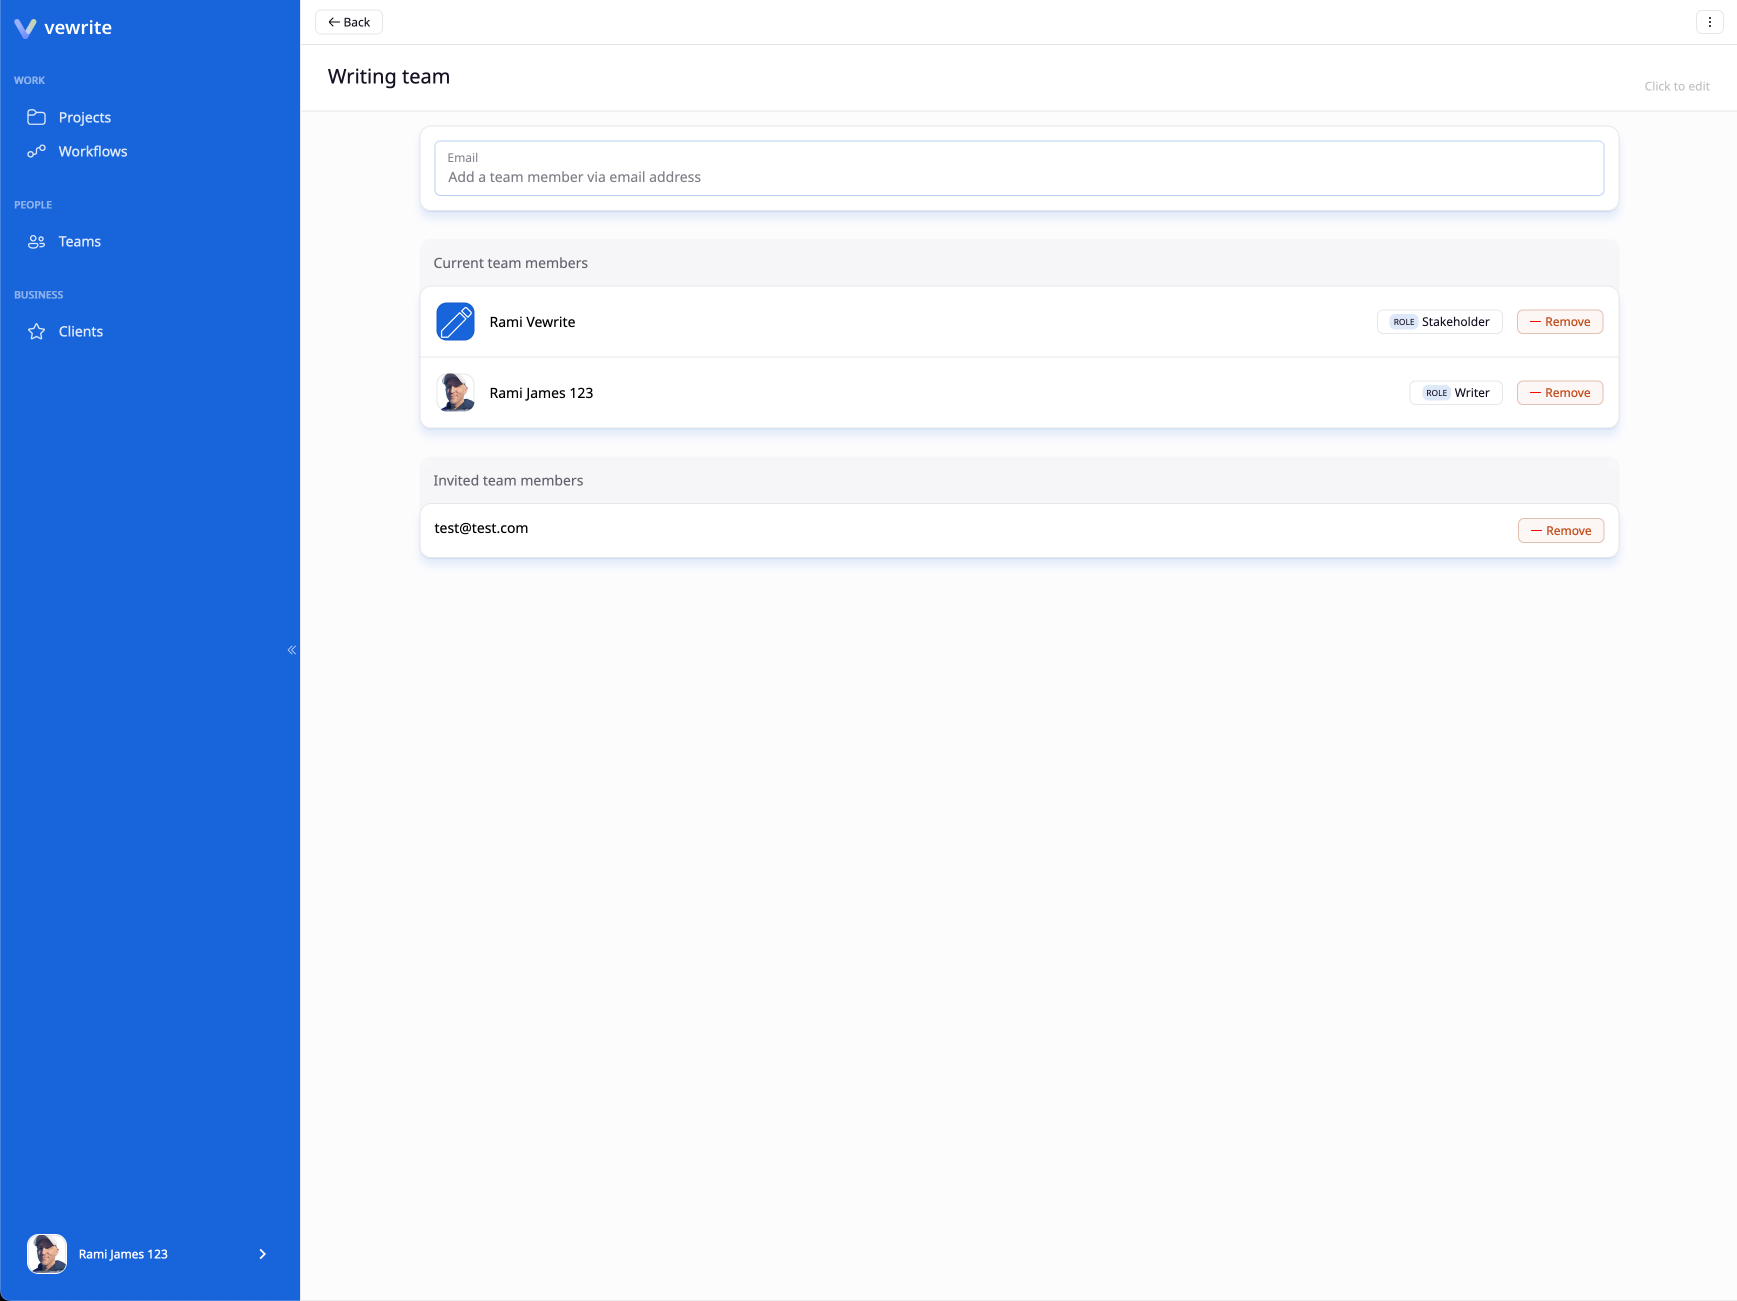 vewrite
WORK
Projects
Workflows
PEOPLE
Teams
BUSINESS
Clients
Rami James 123
Back
Writing team
Click to edit
Email
Add a team member via email address
Current team members
Rami Vewrite
ROLE Stakeholder
Remove
Rami James 123
ROLE Writer
Remove
Invited team members
test@test.com
Remove